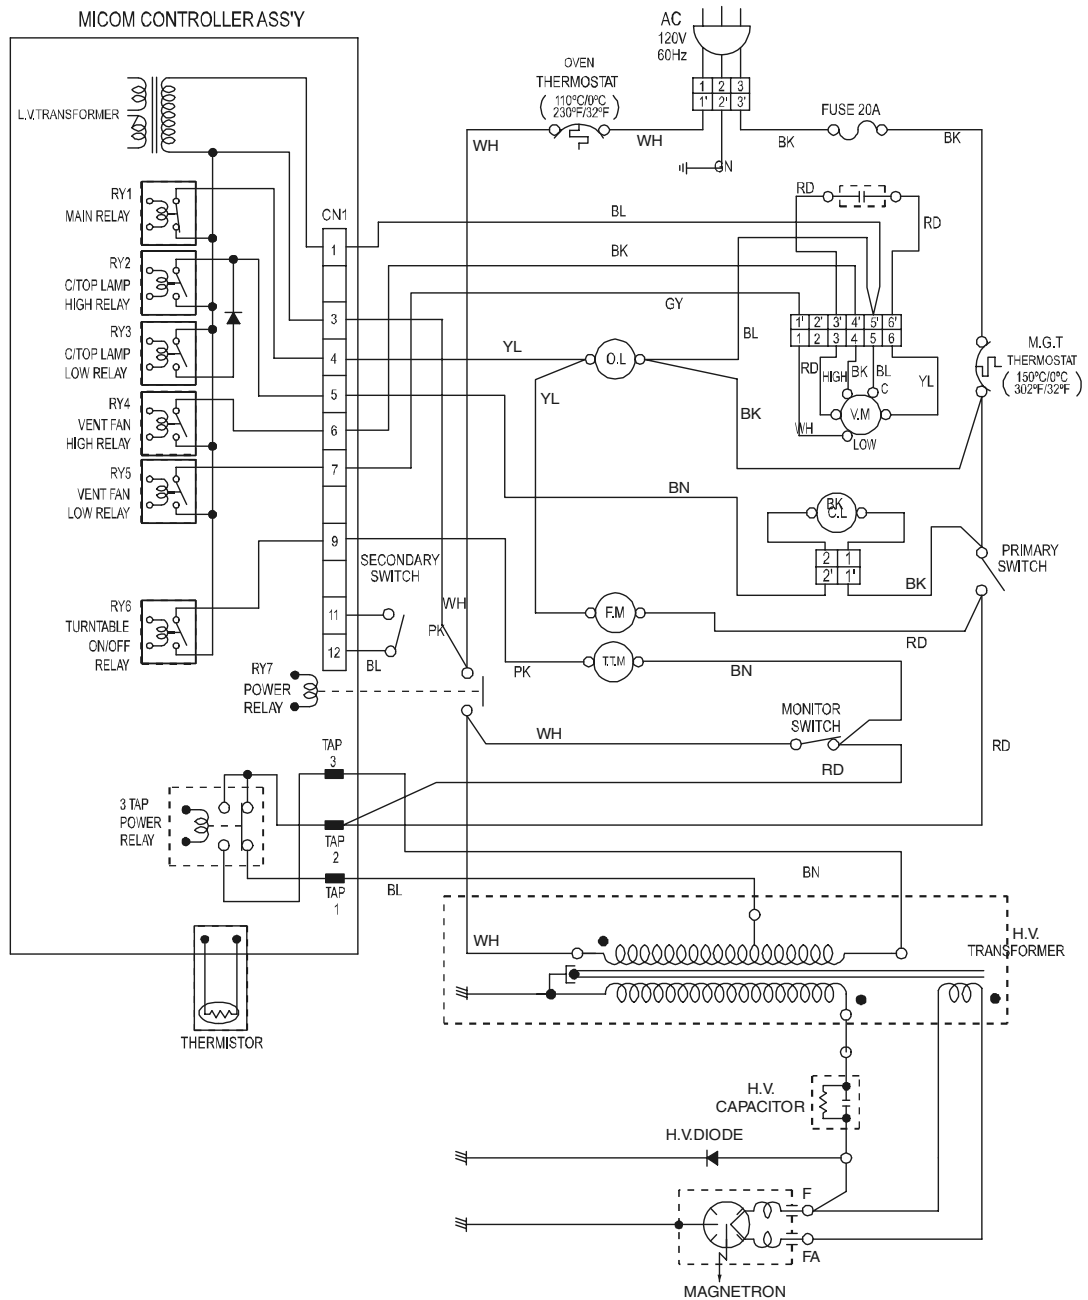 MICOM CONTROLLER ASS'Y
AC
120V
60Hz
1 2 3
1' 2' 3'
OVEN
THERMOSTAT
( 110°C/0°C )
230°F/32°F
FUSE 20A
WH
WH
GN
BK
BK
L.V.TRANSFORMER
RY1
MAIN RELAY
RY2
C/TOP LAMP
HIGH RELAY
RY3
C/TOP LAMP
LOW RELAY
RY4
VENT FAN
HIGH RELAY
RY5
VENT FAN
LOW RELAY
RY6
TURNTABLE
ON/OFF
RELAY
CN1
1
3
4
5
6
7
9
11
12
RD
RD
BL
BK
GY
1' 2' 3' 4' 5' 6'
1 2 3 4 5 6
YL
O.L
BL
RD
HIGH
BK
BL
YL
C
V.M
WH
LOW
M.G.T
THERMOSTAT
( 150°C/0°C )
302°F/32°F
YL
BK
BN
BK
C.L
2 1
2' 1'
BK
PRIMARY
SWITCH
SECONDARY
SWITCH
WH
PK
BL
F.M
RD
T.T.M
PK
BN
RY7
POWER
RELAY
MONITOR
SWITCH
WH
RD
RD
TAP
3
3 TAP
POWER
RELAY
TAP
2
TAP
1
BL
BN
WH
H.V.
TRANSFORMER
THERMISTOR
H.V.
CAPACITOR
H.V.DIODE
F
FA
MAGNETRON